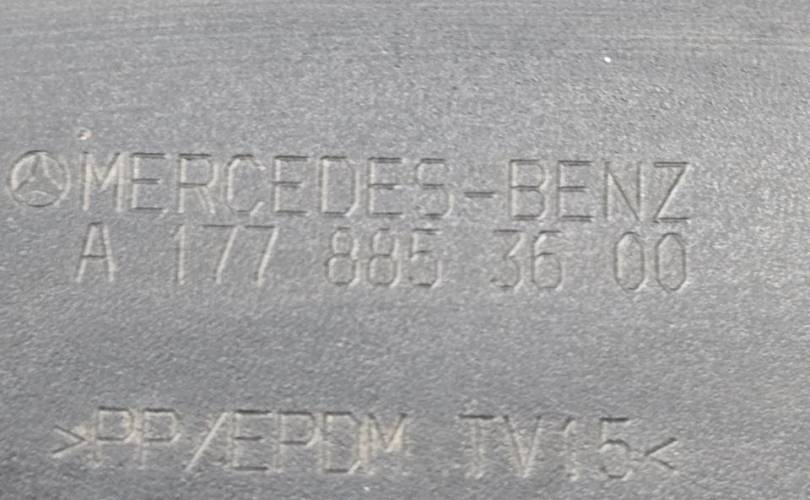 MERCEDES-BENZ
A 177 885 36 00
>PP/EPDM TV15<